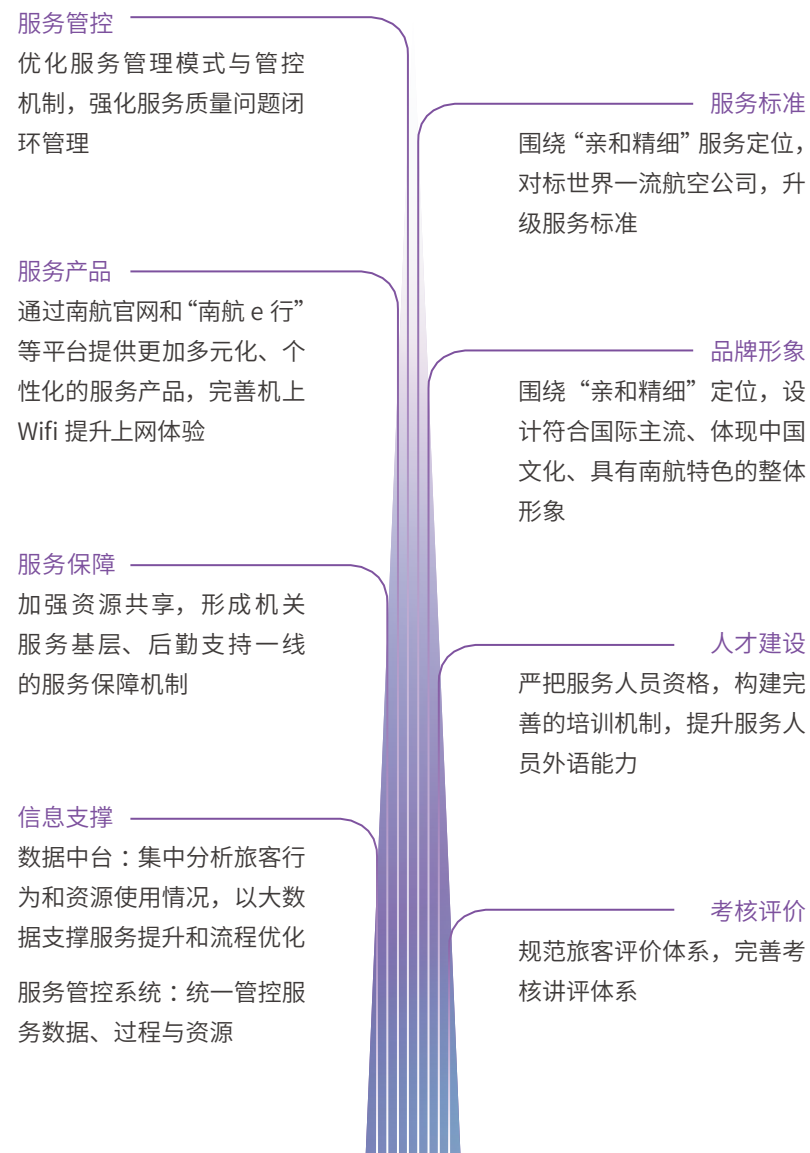 服务管控
优化服务管理模式与管控
机制，强化服务质量问题闭
环管理
服务标准
围绕“亲和精细”服务定位，
对标世界一流航空公司，升
级服务标准
服务产品
通过南航官网和“南航 e 行”
等平台提供更加多元化、个
性化的服务产品，完善机上
Wifi 提升上网体验
品牌形象
围绕“亲和精细”定位，设
计符合国际主流、体现中国
文化、具有南航特色的整体
形象
服务保障
加强资源共享，形成机关
服务基层、后勤支持一线
的服务保障机制
人才建设
严把服务人员资格，构建完
善的培训机制，提升服务人
员外语能力
信息支撑
数据中台：集中分析旅客行
为和资源使用情况，以大数
据支撑服务提升和流程优化
服务管控系统：统一管控服
务数据、过程与资源
考核评价
规范旅客评价体系，完善考
核讲评体系